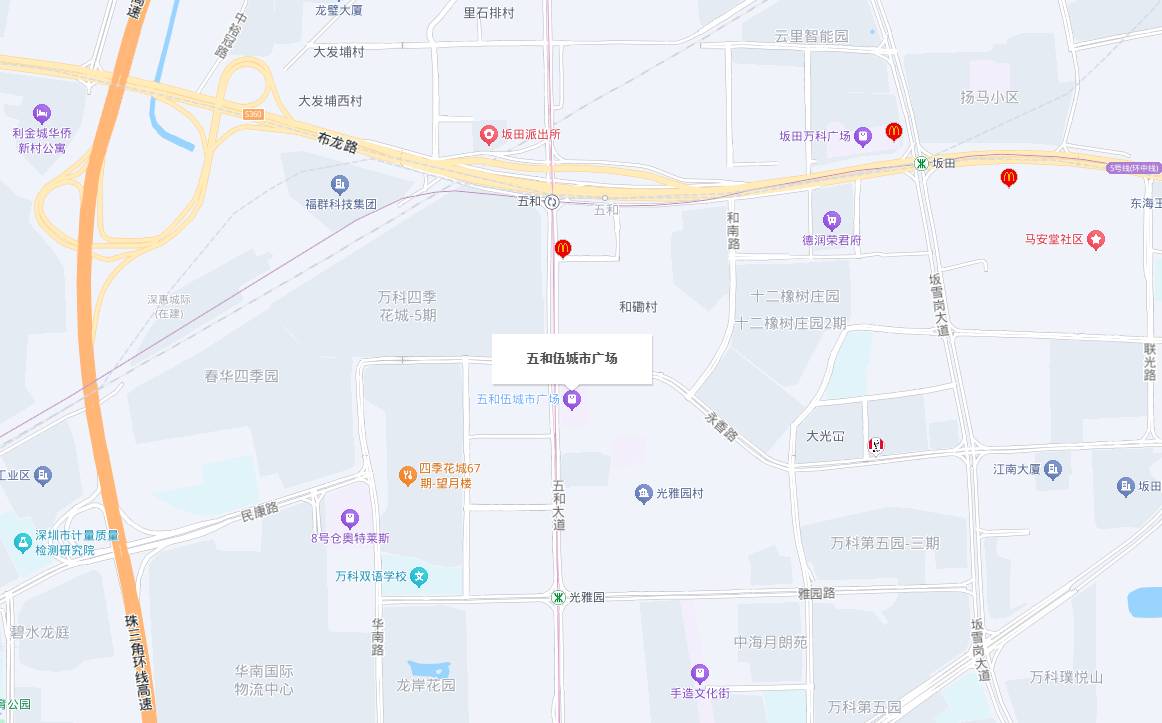 高速
龙璧大厦
里石排村
中裕冠路
大发埔村
云里智能园
扬马小区
大发埔西村
S360
利金城华侨
新村公寓
布龙路
坂田派出所
坂田万科广场
坂田
5号线(环中线)
福群科技集团
五和
五和
和南路
德润荣君府
东海王
马安堂社区
深惠城际
(在建)
万科四季
花城-5期
和磡村
十二橡树庄园
十二橡树庄园2期
坂雪岗大道
联光路
五和伍城市广场
春华四季园
五和伍城市广场
永香路
大光冚
工业区
四季花城67
期-望月楼
五和大道
光雅园村
江南大厦
坂田
民康路
8号仓奥特莱斯
深圳市计量质量
检测研究院
万科第五园-三期
万科双语学校
光雅园
雅园路
碧水龙庭
珠三角环线高速
华南路
华南国际
物流中心
龙岸花园
中海月朗苑
坂雪岗大道
手造文化街
万科璞悦山
育公园
万科第五园